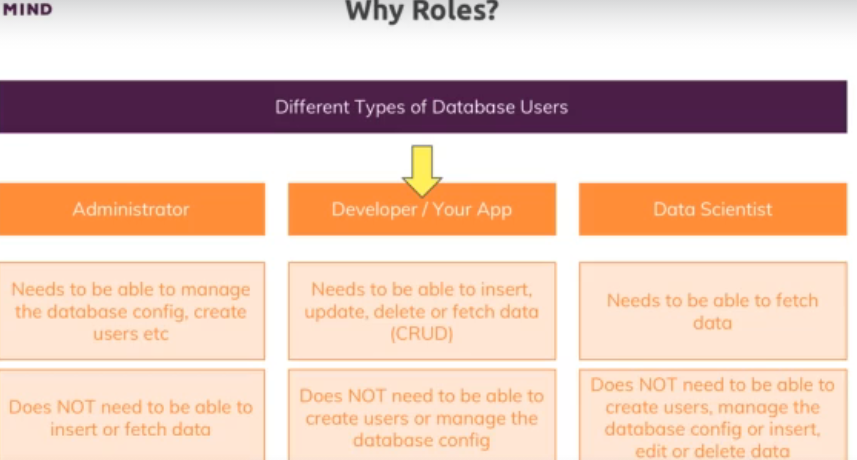 MIND
Why Roles?
Different Types of Database Users
Administrator
Developer / Your App
Data Scientist
Needs to be able to manage
the database config, create
users etc
Needs to be able to insert,
update, delete or fetch data
(CRUD)
Needs to be able to fetch
data
Does NOT need to be able to
insert or fetch data
Does NOT need to be able to
create users or manage the
database config
Does NOT need to be able to
create users, manage the
database config or insert,
edit or delete data